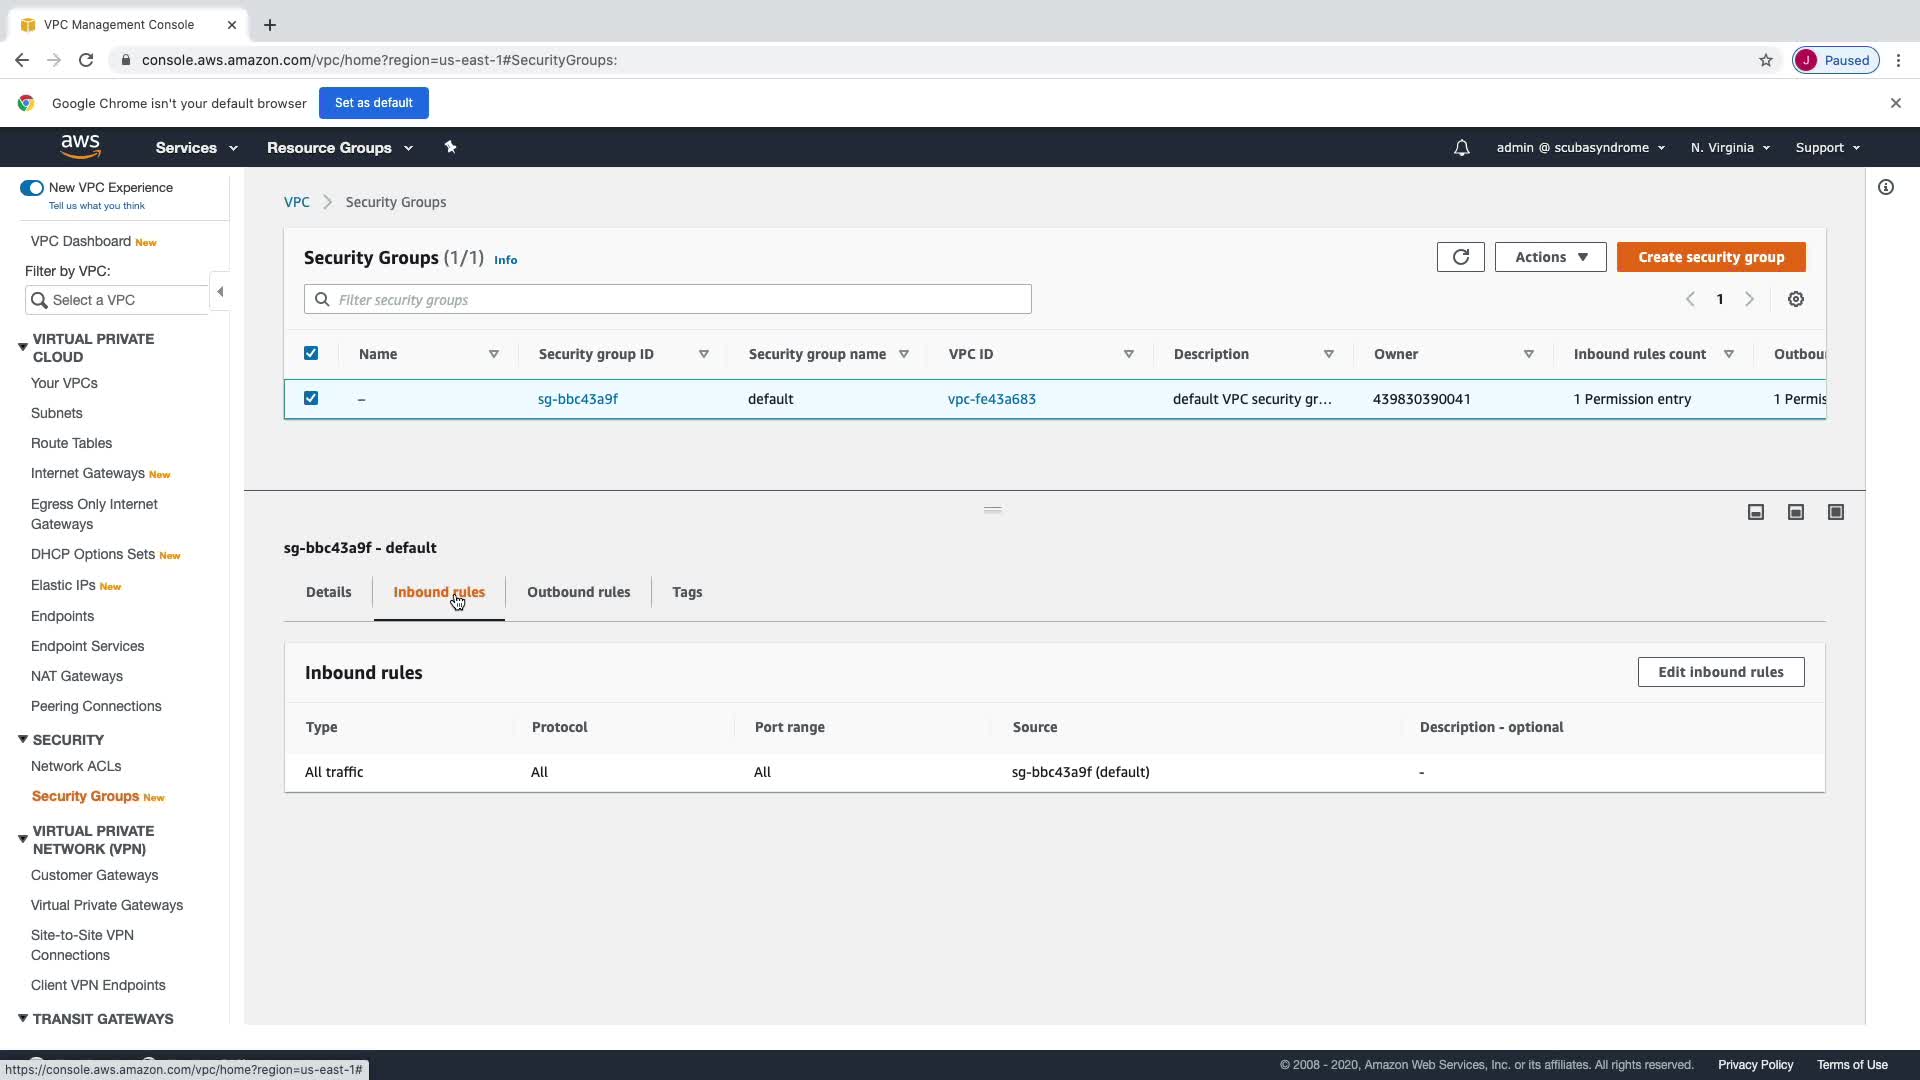 VPC Management Console
console.aws.amazon.com/vpc/home?region=us-east-1#SecurityGroups:
J Paused
Google Chrome isn't your default browser
Set as default
aws
Services
Resource Groups
admin @ scubasyndrome
N. Virginia
Support
New VPC Experience
Tell us what you think
VPC Dashboard New
Filter by VPC:
Select a VPC
VIRTUAL PRIVATE
CLOUD
Your VPCs
Subnets
Route Tables
Internet Gateways New
Egress Only Internet
Gateways
DHCP Options Sets New
Elastic IPs New
Endpoints
Endpoint Services
NAT Gateways
Peering Connections
SECURITY
Network ACLs
Security Groups New
VIRTUAL PRIVATE
NETWORK (VPN)
Customer Gateways
Virtual Private Gateways
Site-to-Site VPN
Connections
Client VPN Endpoints
TRANSIT GATEWAYS
VPC > Security Groups
Security Groups (1/1) Info
Actions
Create security group
Filter security groups
1
Name Security group ID Security group name VPC ID Description Owner Inbound rules count Outbou
– sg-bbc43a9f default vpc-fe43a683 default VPC security gr... 439830390041 1 Permission entry 1 Permis
sg-bbc43a9f - default
Details Inbound rules Outbound rules Tags
Inbound rules
Edit inbound rules
Type Protocol Port range Source Description - optional
All traffic All All sg-bbc43a9f (default) -
https://console.aws.amazon.com/vpc/home?region=us-east-1#
© 2008 - 2020, Amazon Web Services, Inc. or its affiliates. All rights reserved. Privacy Policy Terms of Use